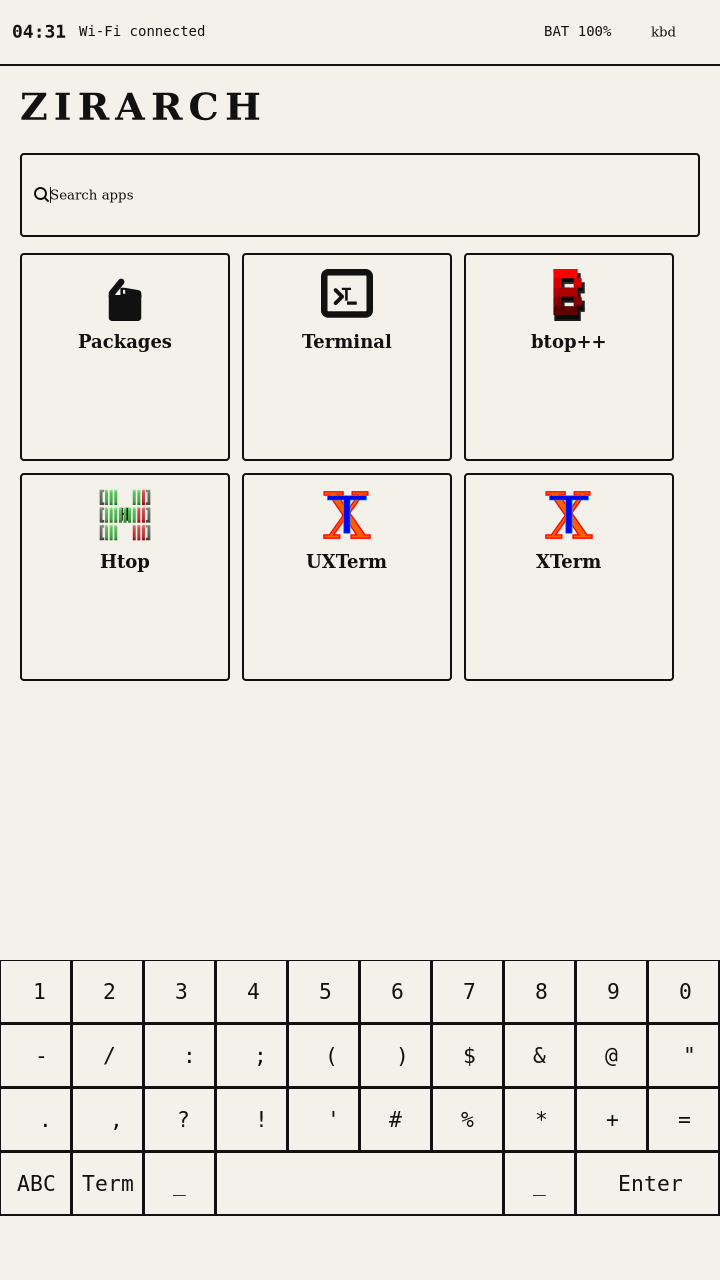 04:31 Wi-Fi connected BAT 100% kbd
ZIRARCH
Search apps
Packages Terminal btop++
Htop UXTerm XTerm
1 2 3 4 5 6 7 8 9 0
- / : ; ( ) $ & @ "
. , ? ! ' # % * + =
ABC Term _ _ Enter